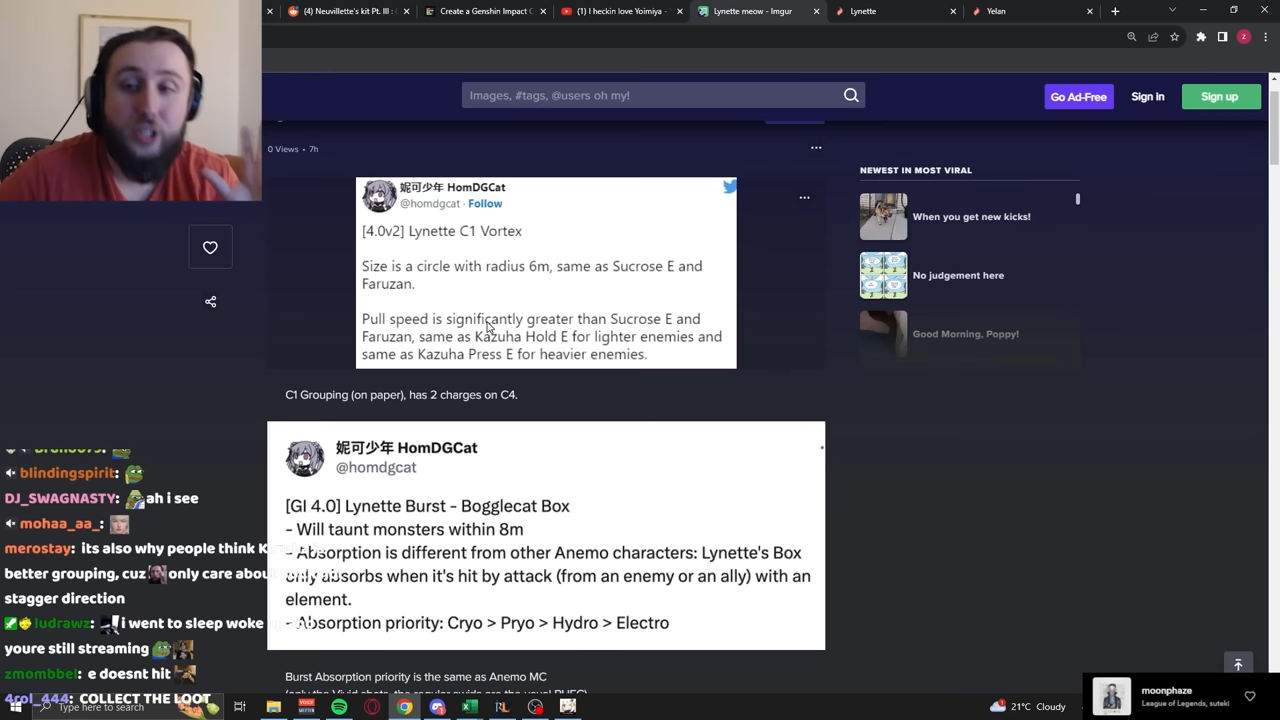 (4) Neuvillette's kit Pt. III :
Create a Genshin Impact C
(1) I heckin love Yoimiya -
Lynette meow - Imgur
Lynette
Yelan
Images, #tags, @users oh my!
Go Ad-Free
Sign in
Sign up
0 Views • 7h
妮可少年 HomDGCat
@homdgcat · Follow
[4.0v2] Lynette C1 Vortex
Size is a circle with radius 6m, same as Sucrose E and
Faruzan.
Pull speed is significantly greater than Sucrose E and
Faruzan, same as Kazuha Hold E for lighter enemies and
same as Kazuha Press E for heavier enemies.
C1 Grouping (on paper), has 2 charges on C4.
妮可少年 HomDGCat
@homdgcat
[GI 4.0] Lynette Burst - Bogglecat Box
- Will taunt monsters within 8m
- Absorption is different from other Anemo characters: Lynette's Box
only absorbs when it's hit by attack (from an enemy or an ally) with an
element.
- Absorption priority: Cryo > Pryo > Hydro > Electro
Burst Absorption priority is the same as Anemo MC
NEWEST IN MOST VIRAL
When you get new kicks!
No judgement here
Good Morning, Poppy!
blindingspirit:
DJ_SWAGNASTY: ah i see
mohaa_aa_:
merostay: its also why people think
better grouping, cuz only care
stagger direction
ludrawz: i went to sleep woke
youre still streaming
zmombbel: e doesnt hit
4rol_444: COLLECT THE LOOT
Type here to search
21°C Cloudy
moonphaze
League of Legends, suteki